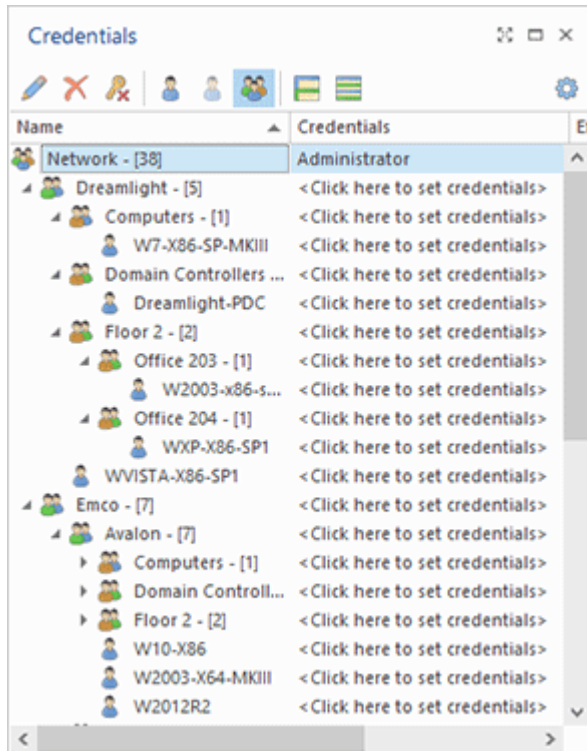 Credentials
Name Credentials
Network - [38] Administrator
Dreamlight - [5] <Click here to set credentials>
Computers - [1] <Click here to set credentials>
W7-X86-SP-MKIII <Click here to set credentials>
Domain Controllers ... <Click here to set credentials>
Dreamlight-PDC <Click here to set credentials>
Floor 2 - [2] <Click here to set credentials>
Office 203 - [1] <Click here to set credentials>
W2003-x86-s... <Click here to set credentials>
Office 204 - [1] <Click here to set credentials>
WXP-X86-SP1 <Click here to set credentials>
WVISTA-X86-SP1 <Click here to set credentials>
Emco - [7] <Click here to set credentials>
Avalon - [7] <Click here to set credentials>
Computers - [1] <Click here to set credentials>
Domain Controll... <Click here to set credentials>
Floor 2 - [2] <Click here to set credentials>
W10-X86 <Click here to set credentials>
W2003-X64-MKIII <Click here to set credentials>
W2012R2 <Click here to set credentials>